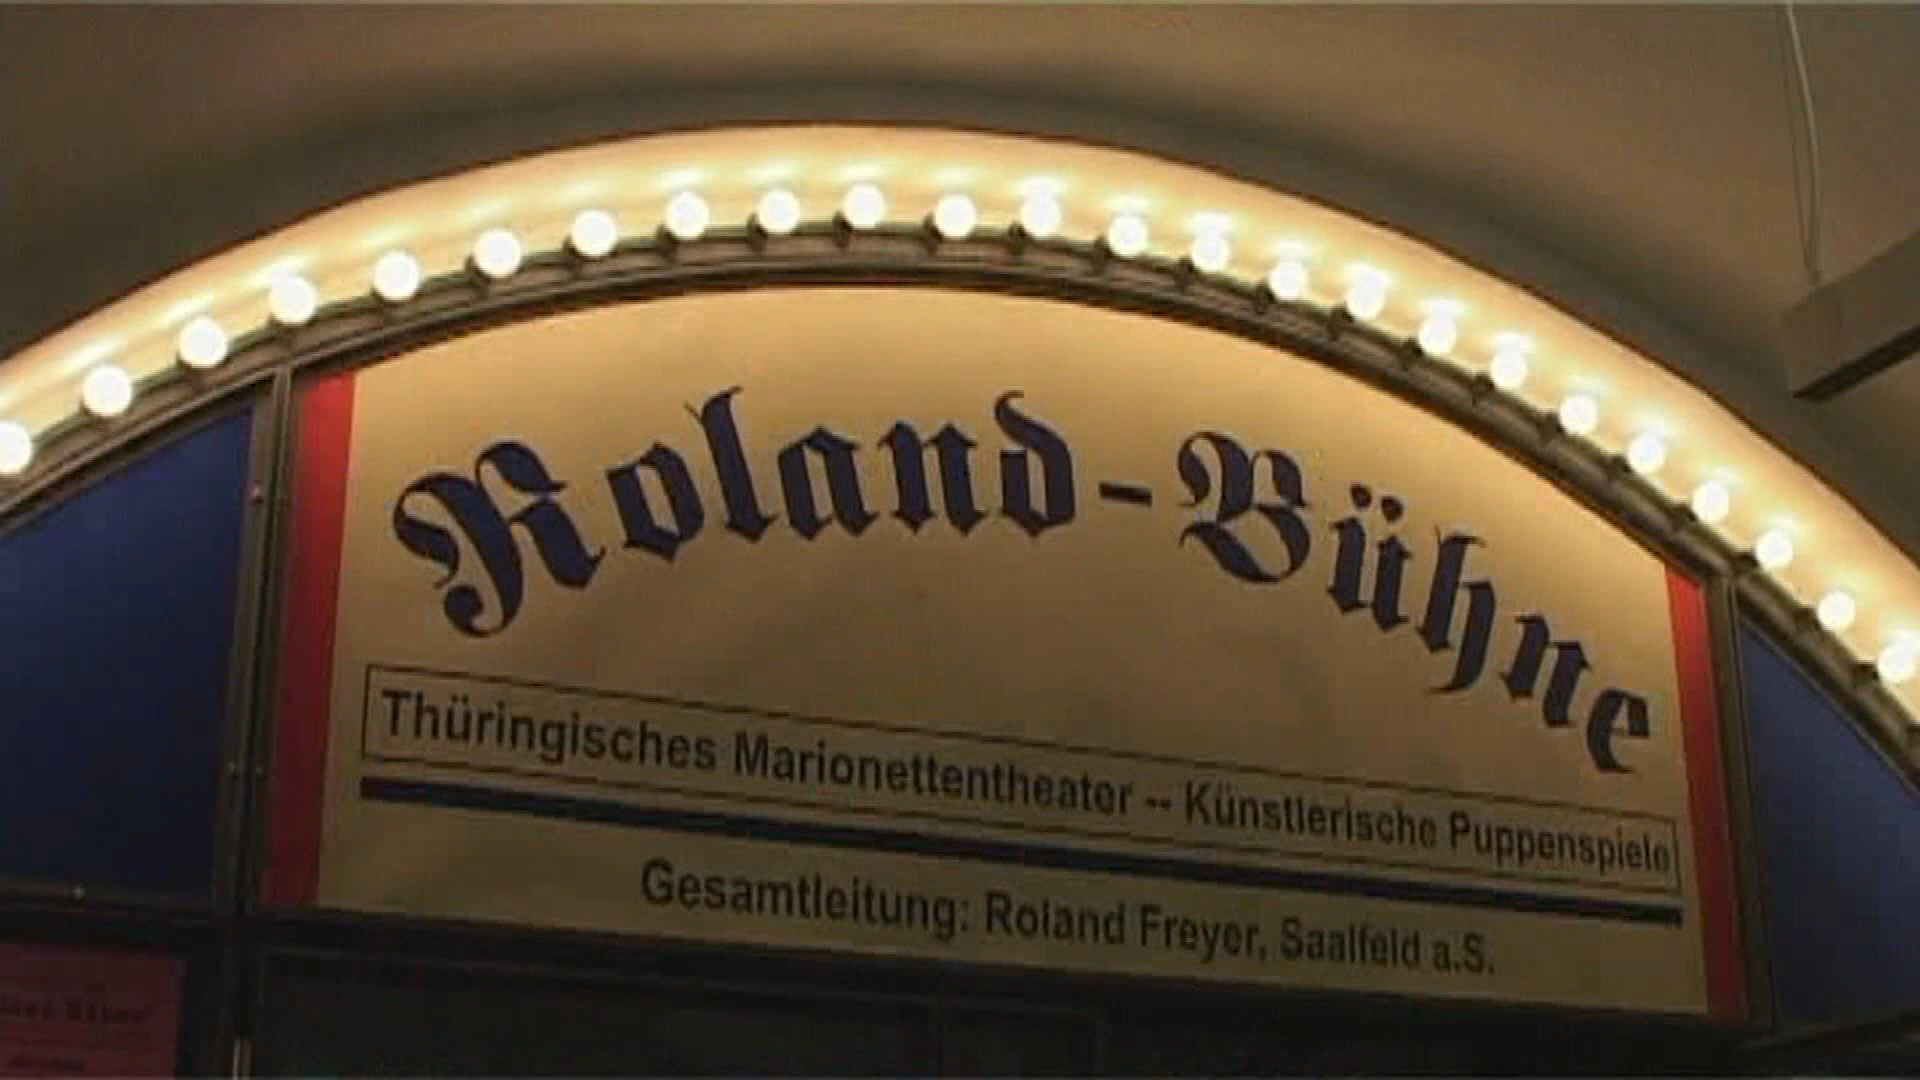 Roland-Bühne
Thüringisches Marionettentheater -- Künstlerische Puppenspiele
Gesamtleitung: Roland Freyer, Saalfeld a.S.